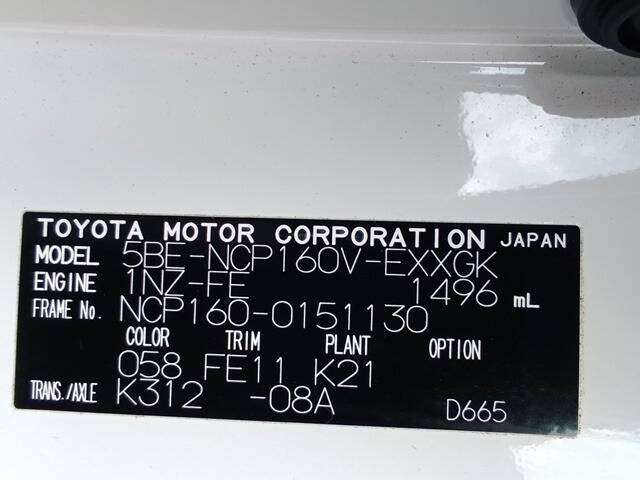 TOYOTA MOTOR CORPORATION JAPAN
MODEL 5BE-NCP160V-EXXGK
ENGINE 1NZ-FE 1496 mL
FRAME No. NCP160-0151130
COLOR TRIM PLANT OPTION
058 FE11 K21
TRANS./AXLE K312 -08A D665